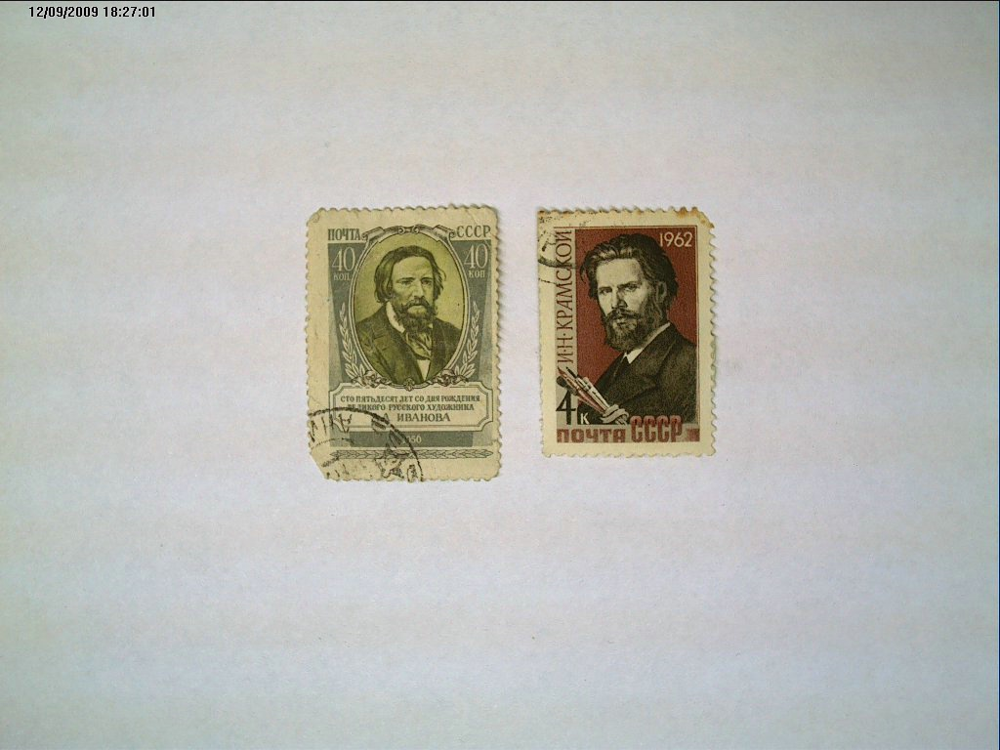 12/09/2009 18:27:01
ПОЧТА СССР
40 40
КОП КОП
СТО ПЯТЬДЕСЯТ ЛЕТ СО ДНЯ РОЖДЕНИЯ
ВЕЛИКОГО РУССКОГО ХУДОЖНИКА
А ИВАНОВА
1962
И·Н·КРАМСКОЙ
4К
ПОЧТА СССР